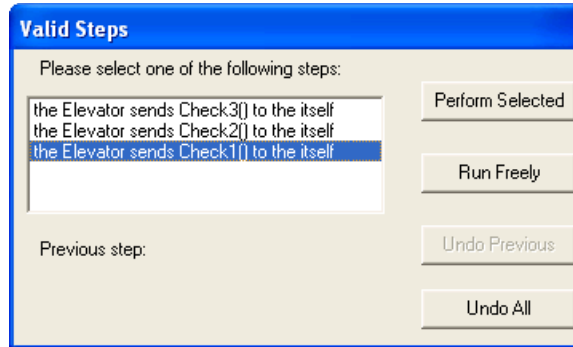 Valid Steps
Please select one of the following steps:
the Elevator sends Check3() to the itself
the Elevator sends Check2() to the itself
the Elevator sends Check1() to the itself
Perform Selected
Run Freely
Previous step:
Undo Previous
Undo All